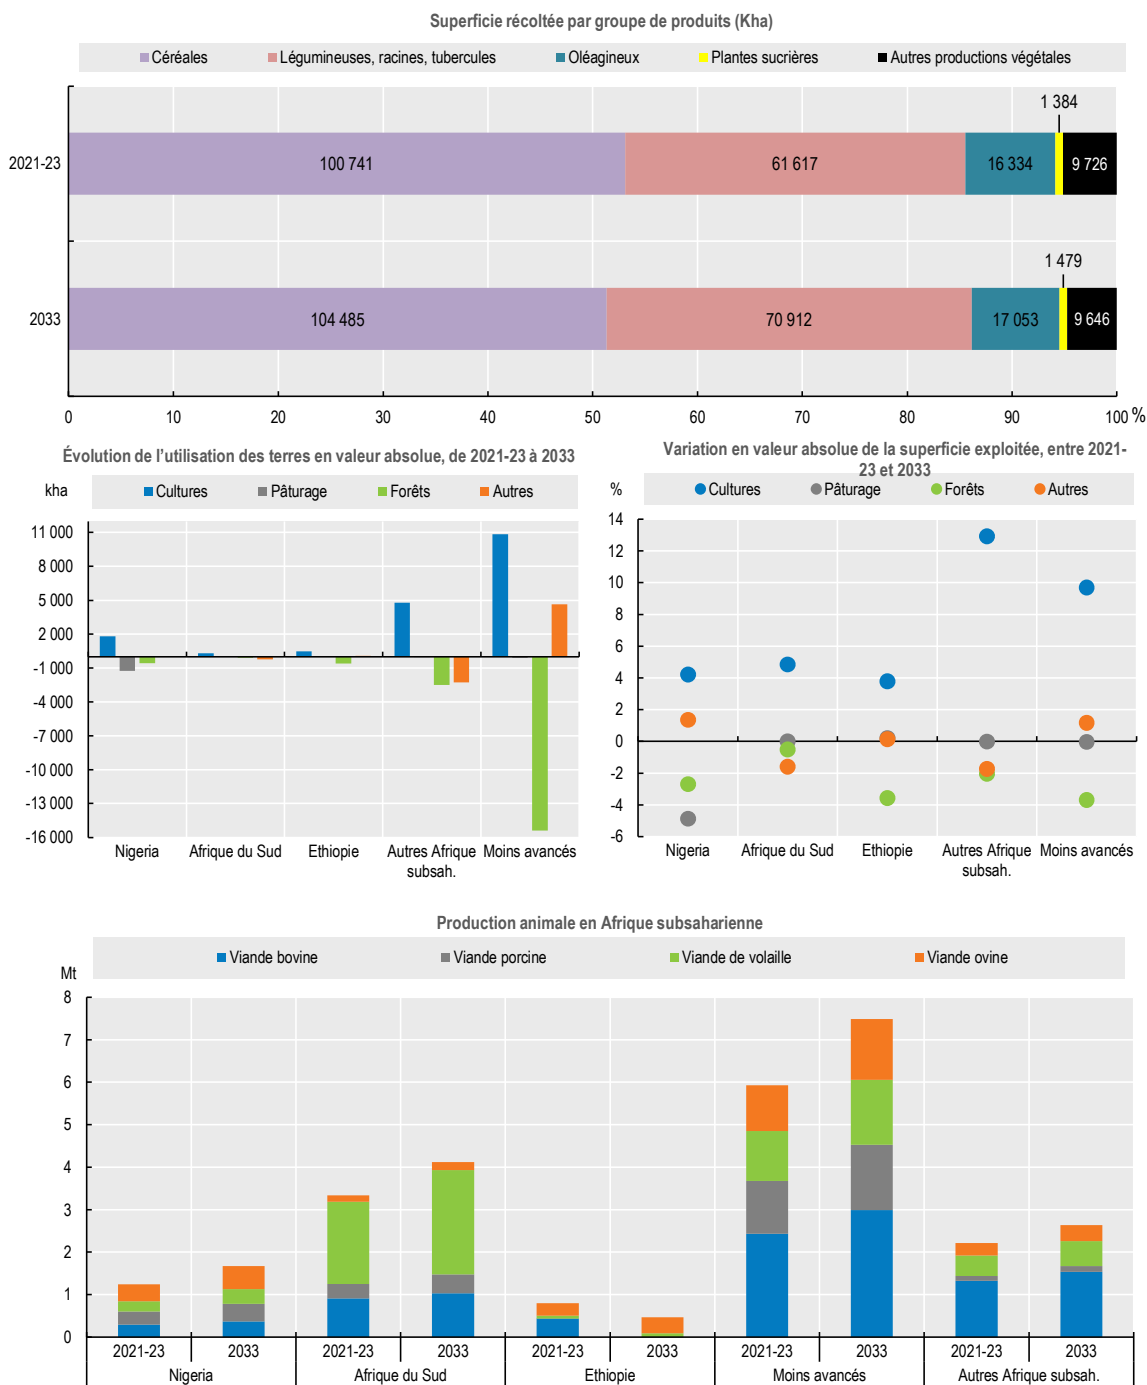 Superficie récoltée par groupe de produits (Kha)
Céréales Légumineuses, racines, tubercules Oléagineux Plantes sucrières Autres productions végétales
1 384
2021-23 100 741 61 617 16 334 9 726
1 479
2033 104 485 70 912 17 053 9 646
0 10 20 30 40 50 60 70 80 90 100 %
Évolution de l’utilisation des terres en valeur absolue, de 2021-23 à 2033
kha
Cultures Pâturage Forêts Autres
11 000
8 000
5 000
2 000
-1 000
-4 000
-7 000
-10 000
-13 000
-16 000
Nigeria Afrique du Sud Ethiopie Autres Afrique Moins avancés
subsah.
Variation en valeur absolue de la superficie exploitée, entre 2021-
23 et 2033
%
Cultures Pâturage Forêts Autres
14
12
10
8
6
4
2
0
-2
-4
-6
Nigeria Afrique du Sud Ethiopie Autres Afrique Moins avancés
subsah.
Production animale en Afrique subsaharienne
Viande bovine Viande porcine Viande de volaille Viande ovine
Mt
8
7
6
5
4
3
2
1
0
2021-23 2033 2021-23 2033 2021-23 2033 2021-23 2033 2021-23 2033
Nigeria Afrique du Sud Ethiopie Moins avancés Autres Afrique subsah.